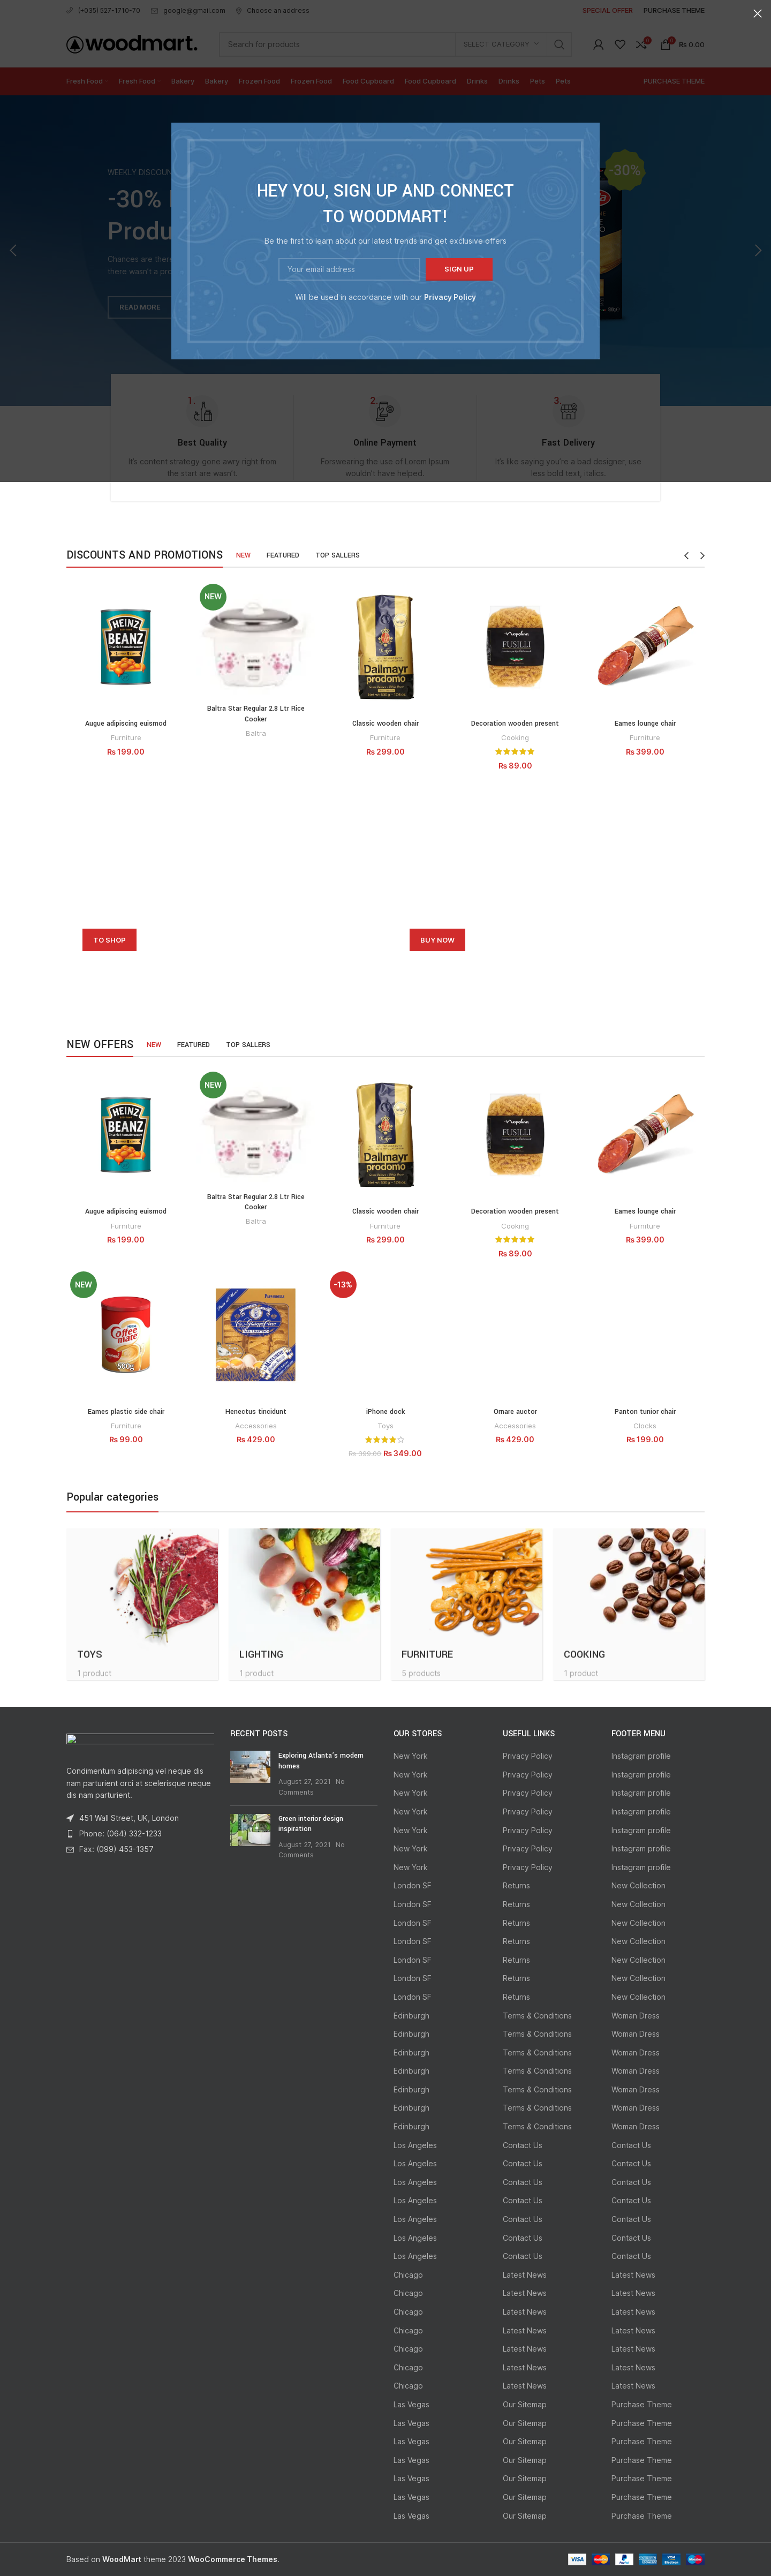 (+035) 527-1710-70 google@gmail.com Choose an address SPECIAL OFFER PURCHASE THEME
woodmart. Search for products SELECT CATEGORY 0 0 ₨ 0.00
Fresh Food Fresh Food Bakery Bakery Frozen Food Frozen Food Food Cupboard Food Cupboard Drinks Drinks Pets Pets PURCHASE THEME
WEEKLY DISCOUN
-30%
Produ
Chances are there
there wasn't a pro
READ MORE
-30%
HEY YOU, SIGN UP AND CONNECT
TO WOODMART!
Be the first to learn about our latest trends and get exclusive offers
Your email address SIGN UP
Will be used in accordance with our Privacy Policy
1. 2. 3.
Best Quality Online Payment Fast Delivery
It's content strategy gone awry right from Forswearing the use of Lorem Ipsum It's like saying you're a bad designer, use
the start are wasn't. wouldn't have helped. less bold text, italics.
DISCOUNTS AND PROMOTIONS NEW FEATURED TOP SALLERS
NEW
HEINZ
BEANZ
Dallmayr
prodomo
Napolina
FUSILLI
Augue adipiscing euismod
Furniture
₨ 199.00
Baltra Star Regular 2.8 Ltr Rice
Cooker
Baltra
Classic wooden chair
Furniture
₨ 299.00
Decoration wooden present
Cooking
₨ 89.00
Eames lounge chair
Furniture
₨ 399.00
TO SHOP BUY NOW
NEW OFFERS NEW FEATURED TOP SALLERS
NEW
HEINZ
BEANZ
Dallmayr
prodomo
Napolina
FUSILLI
Augue adipiscing euismod
Furniture
₨ 199.00
Baltra Star Regular 2.8 Ltr Rice
Cooker
Baltra
Classic wooden chair
Furniture
₨ 299.00
Decoration wooden present
Cooking
₨ 89.00
Eames lounge chair
Furniture
₨ 399.00
NEW -13%
Coffee
mate
500g
Eames plastic side chair
Furniture
₨ 99.00
Henectus tincidunt
Accessories
₨ 429.00
iPhone dock
Toys
₨ 399.00 ₨ 349.00
Ornare auctor
Accessories
₨ 429.00
Panton tunior chair
Clocks
₨ 199.00
Popular categories
TOYS LIGHTING FURNITURE COOKING
1 product 1 product 5 products 1 product
Condimentum adipiscing vel neque dis
nam parturient orci at scelerisque neque
dis nam parturient.
451 Wall Street, UK, London
Phone: (064) 332-1233
Fax: (099) 453-1357
RECENT POSTS
Exploring Atlanta's modern
homes
August 27, 2021 No
Comments
Green interior design
inspiration
August 27, 2021 No
Comments
OUR STORES USEFUL LINKS FOOTER MENU
New York Privacy Policy Instagram profile
New York Privacy Policy Instagram profile
New York Privacy Policy Instagram profile
New York Privacy Policy Instagram profile
New York Privacy Policy Instagram profile
New York Privacy Policy Instagram profile
New York Privacy Policy Instagram profile
London SF Returns New Collection
London SF Returns New Collection
London SF Returns New Collection
London SF Returns New Collection
London SF Returns New Collection
London SF Returns New Collection
London SF Returns New Collection
Edinburgh Terms & Conditions Woman Dress
Edinburgh Terms & Conditions Woman Dress
Edinburgh Terms & Conditions Woman Dress
Edinburgh Terms & Conditions Woman Dress
Edinburgh Terms & Conditions Woman Dress
Edinburgh Terms & Conditions Woman Dress
Edinburgh Terms & Conditions Woman Dress
Los Angeles Contact Us Contact Us
Los Angeles Contact Us Contact Us
Los Angeles Contact Us Contact Us
Los Angeles Contact Us Contact Us
Los Angeles Contact Us Contact Us
Los Angeles Contact Us Contact Us
Los Angeles Contact Us Contact Us
Chicago Latest News Latest News
Chicago Latest News Latest News
Chicago Latest News Latest News
Chicago Latest News Latest News
Chicago Latest News Latest News
Chicago Latest News Latest News
Chicago Latest News Latest News
Las Vegas Our Sitemap Purchase Theme
Las Vegas Our Sitemap Purchase Theme
Las Vegas Our Sitemap Purchase Theme
Las Vegas Our Sitemap Purchase Theme
Las Vegas Our Sitemap Purchase Theme
Las Vegas Our Sitemap Purchase Theme
Las Vegas Our Sitemap Purchase Theme
Based on WoodMart theme 2023 WooCommerce Themes. VISA PayPal